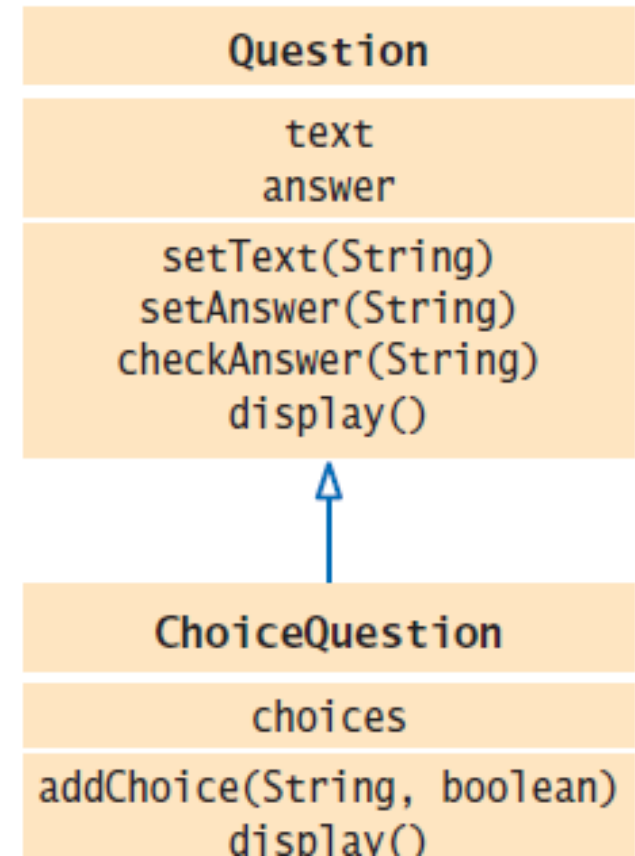 Question
text
answer
setText(String)
setAnswer(String)
checkAnswer(String)
display()
ChoiceQuestion
choices
addChoice(String, boolean)
display()